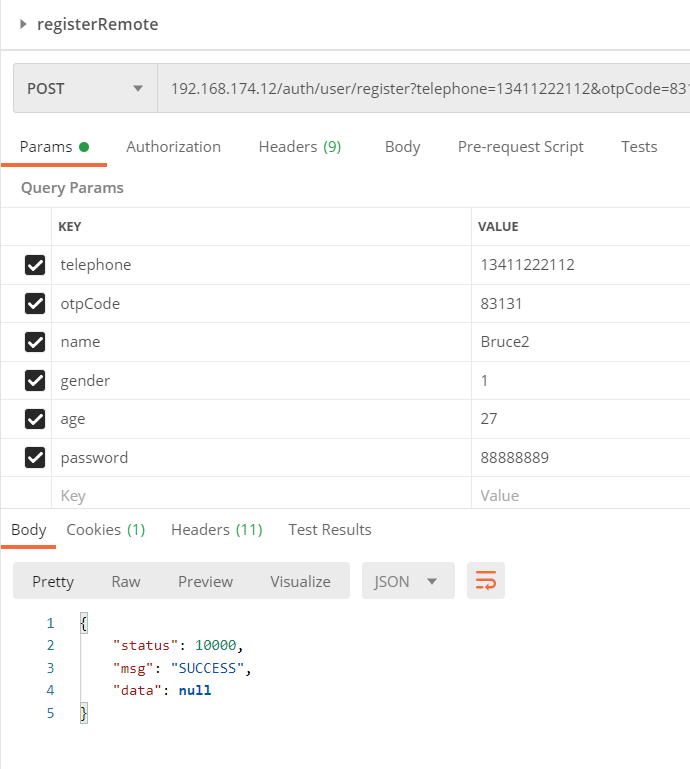 registerRemote
POST 192.168.174.12/auth/user/register?telephone=13411222112&otpCode=831
Params Authorization Headers (9) Body Pre-request Script Tests
Query Params
KEY VALUE
telephone 13411222112
otpCode 83131
name Bruce2
gender 1
age 27
password 88888889
Key Value
Body Cookies (1) Headers (11) Test Results
Pretty Raw Preview Visualize JSON
1 {
2 "status": 10000,
3 "msg": "SUCCESS",
4 "data": null
5 }